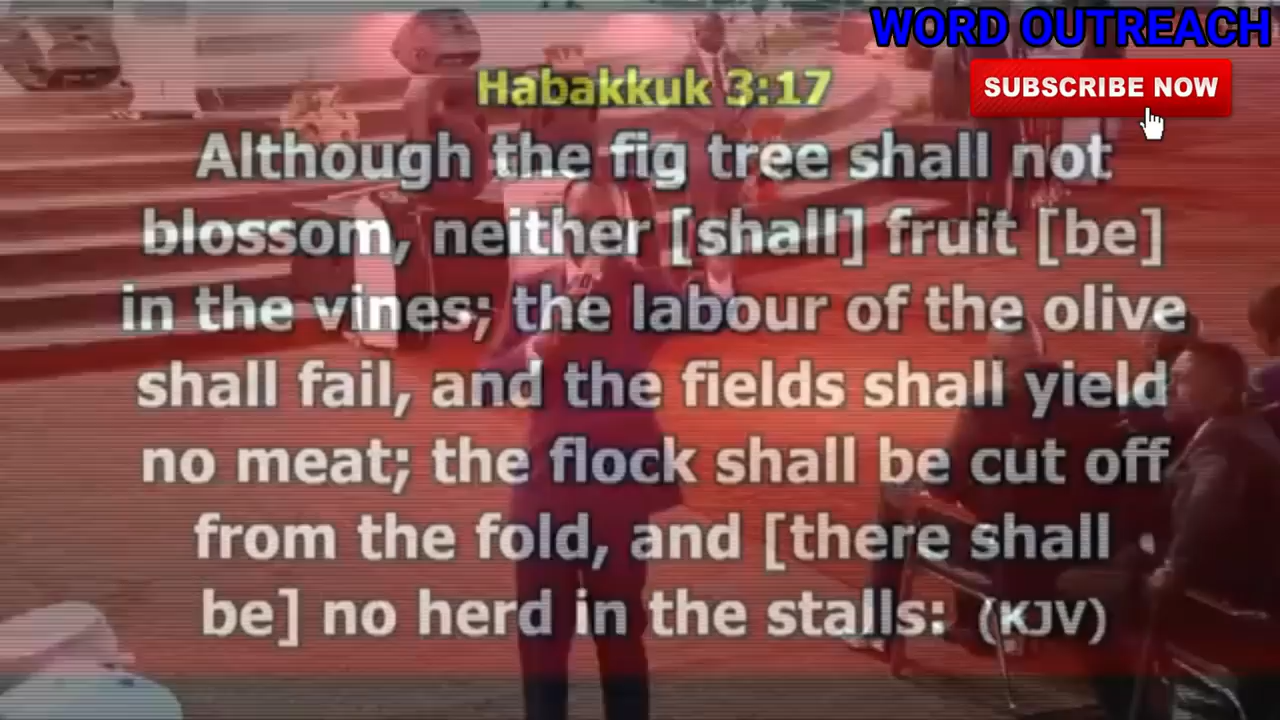 WORD OUTREACH
SUBSCRIBE NOW
Habakkuk 3:17
Although the fig tree shall not
blossom, neither [shall] fruit [be]
in the vines; the labour of the olive
shall fail, and the fields shall yield
no meat; the flock shall be cut off
from the fold, and [there shall
be] no herd in the stalls: (KJV)